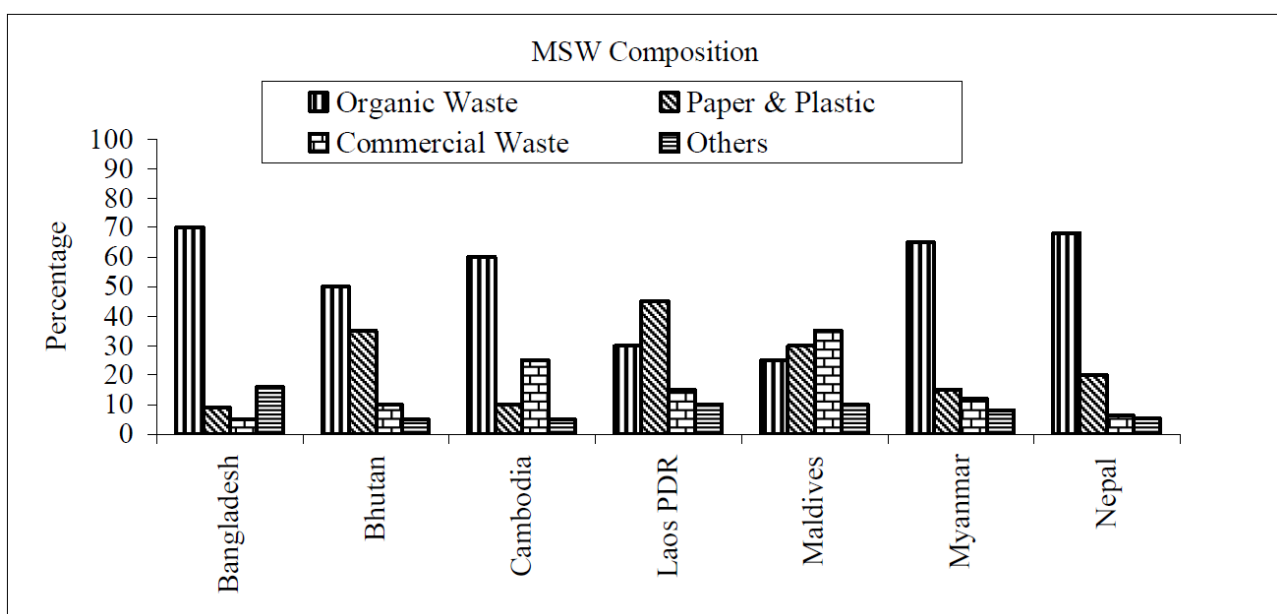 MSW Composition
Organic Waste
Paper & Plastic
Commercial Waste
Others
100
90
80
70
60
50
40
30
20
10
0
Percentage
Bangladesh
Bhutan
Cambodia
Laos PDR
Maldives
Myanmar
Nepal